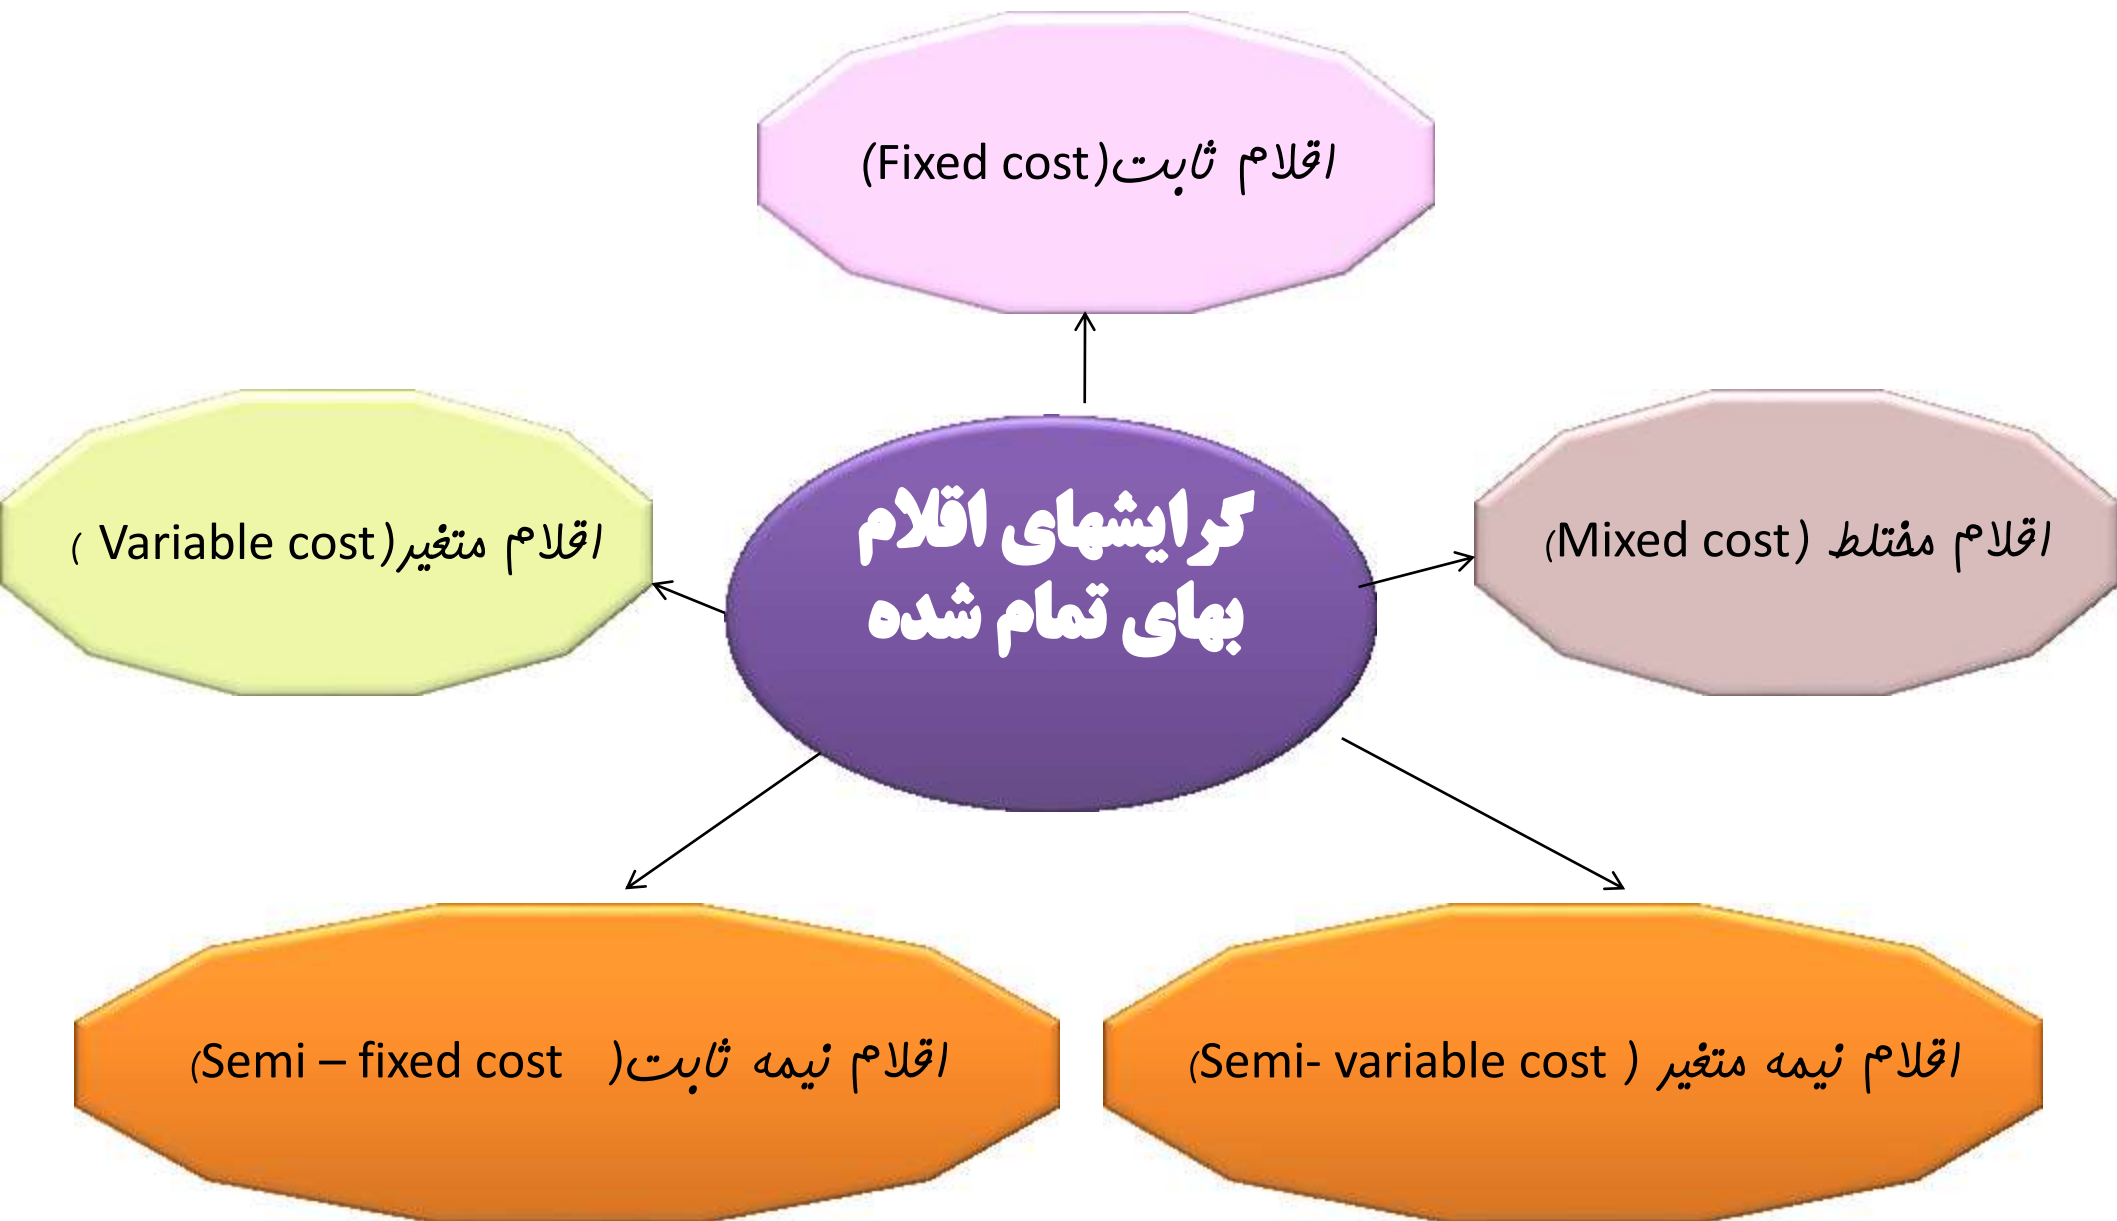 اقلام ثابت(Fixed cost)
گرایشهای اقلام
بهای تمام شده
اقلام مختلط (Mixed cost)
اقلام متغیر(Variable cost )
اقلام نیمه متغیر ( Semi- variable cost)
اقلام نیمه ثابت( Semi – fixed cost)